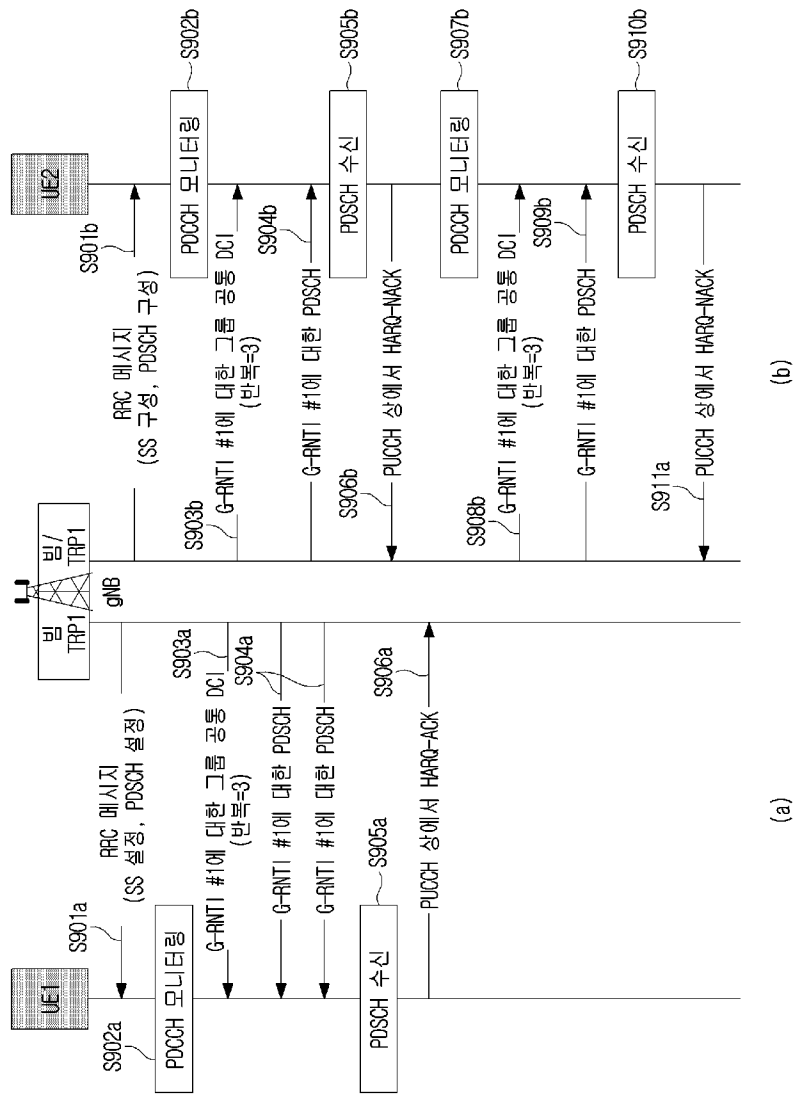 UE1
빔
TRP1
gNB
빔/
TRP1
UE2
S901a
RRC 메시지
(SS 설정, PDSCH 설정)
S902a
PDCCH 모니터링
S903a
G-RNTI #1에 대한 그룹 공통 DCI
(반복=3)
S904a
G-RNTI #1에 대한 PDSCH
G-RNTI #1에 대한 PDSCH
S905a
PDSCH 수신
S906a
PUCCH 상에서 HARQ-ACK
(a)
S901b
RRC 메시지
(SS 구성, PDSCH 구성)
S902b
PDCCH 모니터링
S903b
G-RNTI #1에 대한 그룹 공통 DCI
(반복=3)
S904b
G-RNTI #1에 대한 PDSCH
S905b
PDSCH 수신
S906b
PUCCH 상에서 HARQ-NACK
S907b
PDCCH 모니터링
S908b
G-RNTI #1에 대한 그룹 공통 DCI
(반복=3)
S909b
G-RNTI #1에 대한 PDSCH
S910b
PDSCH 수신
S911a
PUCCH 상에서 HARQ-NACK
(b)